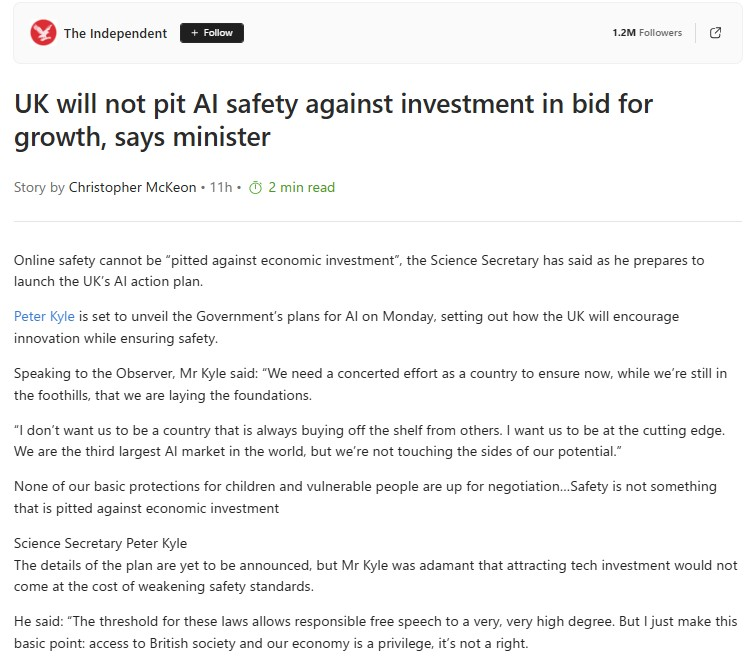 The Independent + Follow 1.2M Followers
UK will not pit AI safety against investment in bid for
growth, says minister
Story by Christopher McKeon • 11h • 2 min read
Online safety cannot be “pitted against economic investment”, the Science Secretary has said as he prepares to
launch the UK’s AI action plan.
Peter Kyle is set to unveil the Government’s plans for AI on Monday, setting out how the UK will encourage
innovation while ensuring safety.
Speaking to the Observer, Mr Kyle said: “We need a concerted effort as a country to ensure now, while we’re still in
the foothills, that we are laying the foundations.
“I don’t want us to be a country that is always buying off the shelf from others. I want us to be at the cutting edge.
We are the third largest AI market in the world, but we’re not touching the sides of our potential.”
None of our basic protections for children and vulnerable people are up for negotiation…Safety is not something
that is pitted against economic investment
Science Secretary Peter Kyle
The details of the plan are yet to be announced, but Mr Kyle was adamant that attracting tech investment would not
come at the cost of weakening safety standards.
He said: “The threshold for these laws allows responsible free speech to a very, very high degree. But I just make this
basic point: access to British society and our economy is a privilege, it’s not a right.